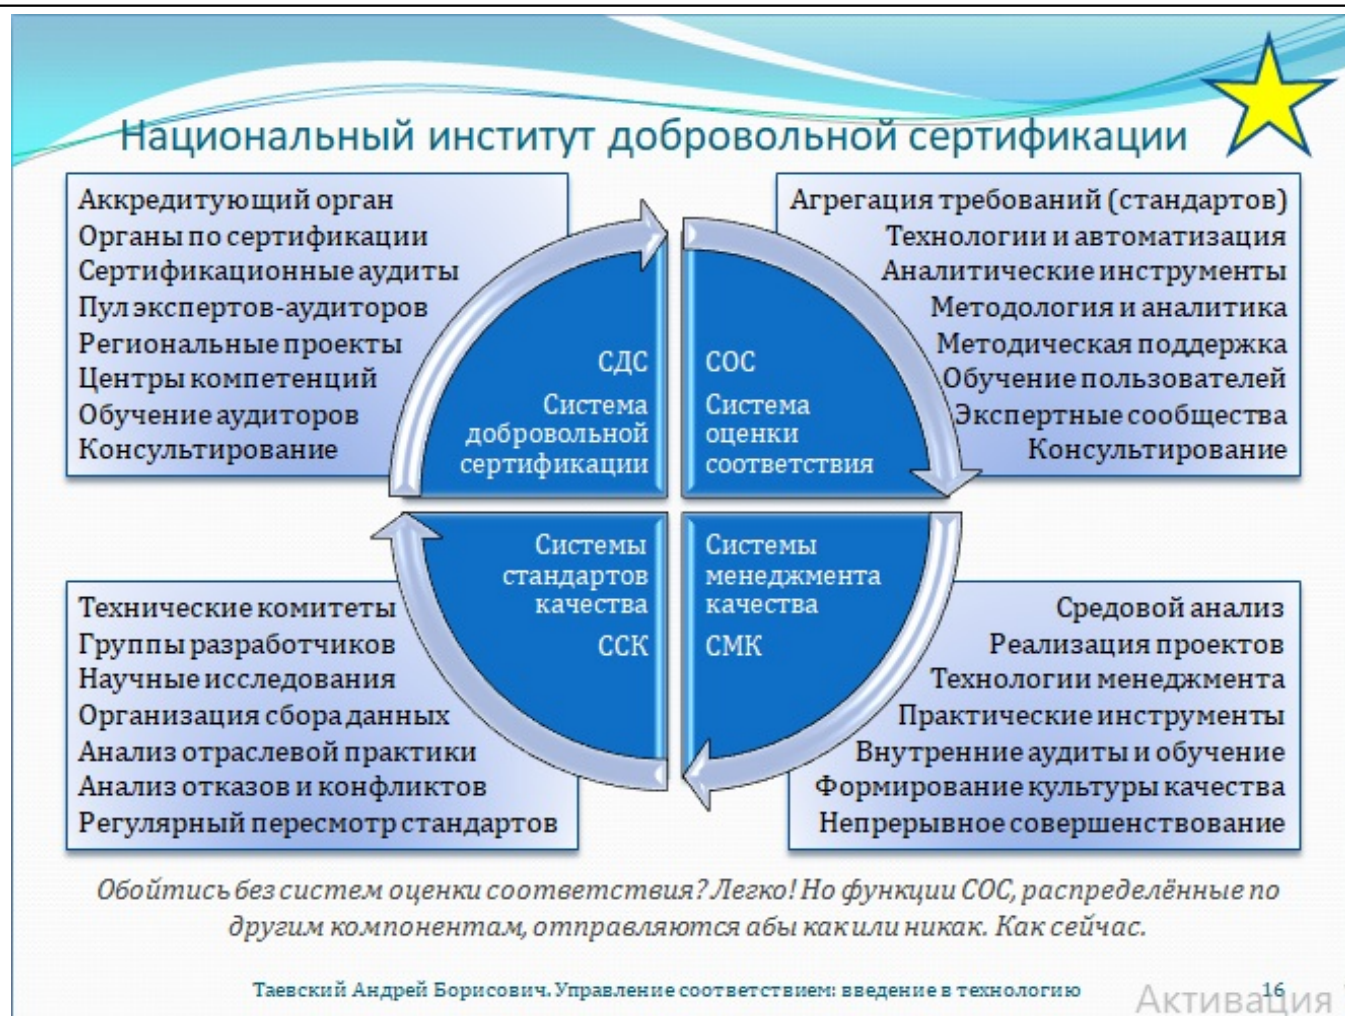 Национальный институт добровольной сертификации
Аккредитующий орган
Органы по сертификации
Сертификационные аудиты
Пул экспертов-аудиторов
Региональные проекты
Центры компетенций
Обучение аудиторов
Консультирование
Агрегация требований (стандартов)
Технологии и автоматизация
Аналитические инструменты
Методология и аналитика
Методическая поддержка
Обучение пользователей
Экспертные сообщества
Консультирование
СДС
Система
добровольной
сертификации
СОС
Система
оценки
соответствия
Системы
стандартов
качества
ССК
Системы
менеджмента
качества
СМК
Технические комитеты
Группы разработчиков
Научные исследования
Организация сбора данных
Анализ отраслевой практики
Анализ отказов и конфликтов
Регулярный пересмотр стандартов
Средовой анализ
Реализация проектов
Технологии менеджмента
Практические инструменты
Внутренние аудиты и обучение
Формирование культуры качества
Непрерывное совершенствование
Обойтись без систем оценки соответствия? Легко! Но функции СОС, распределённые по
другим компонентам, отправляются абы как или никак. Как сейчас.
Таевский Андрей Борисович. Управление соответствием: введение в технологию
16
Активация